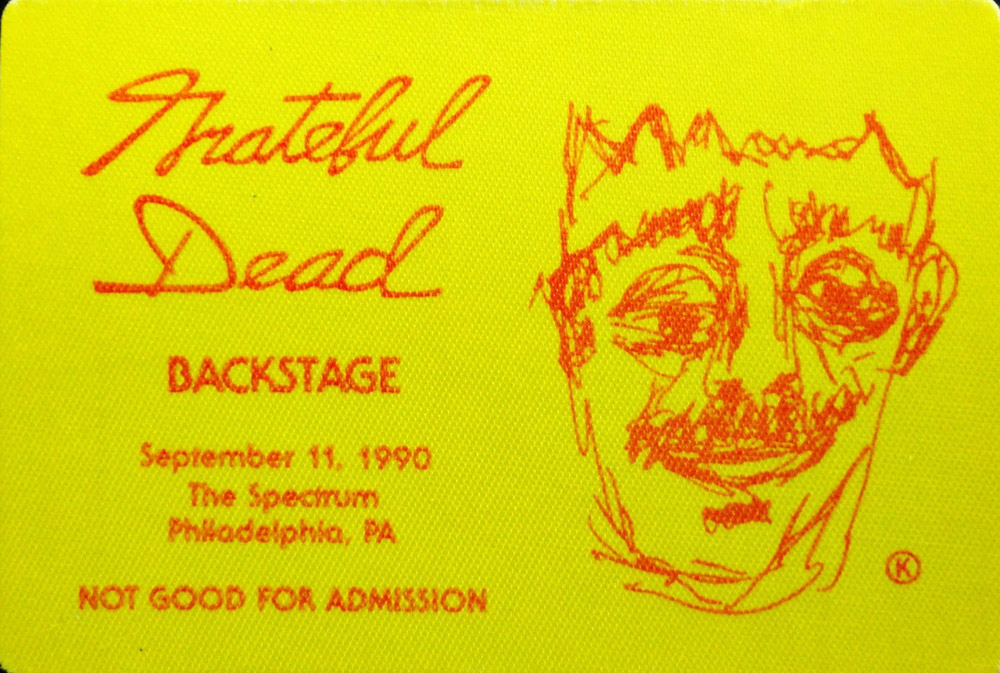 Grateful
Dead
BACKSTAGE
September 11, 1990
The Spectrum
Philadelphia, PA
NOT GOOD FOR ADMISSION
K